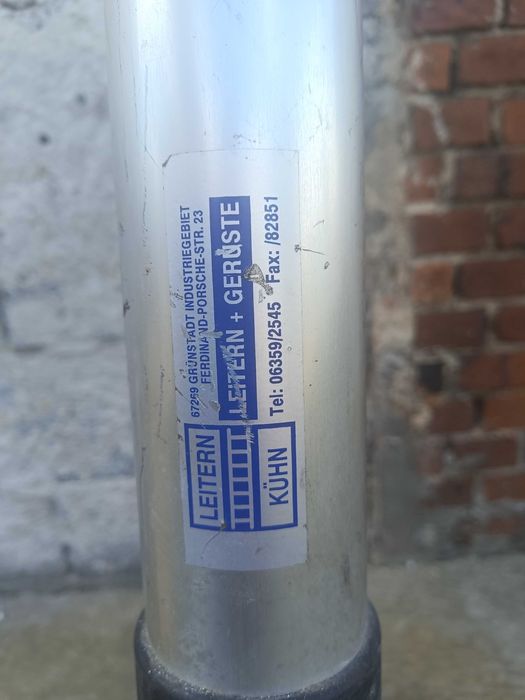 LEITERN
KÜHN
67269 GRÜNSTADT INDUSTRIEGEBIET
FERDINAND-PORSCHE-STR. 23
LEITERN + GERÜSTE
Tel: 06359/2545 Fax: /82851